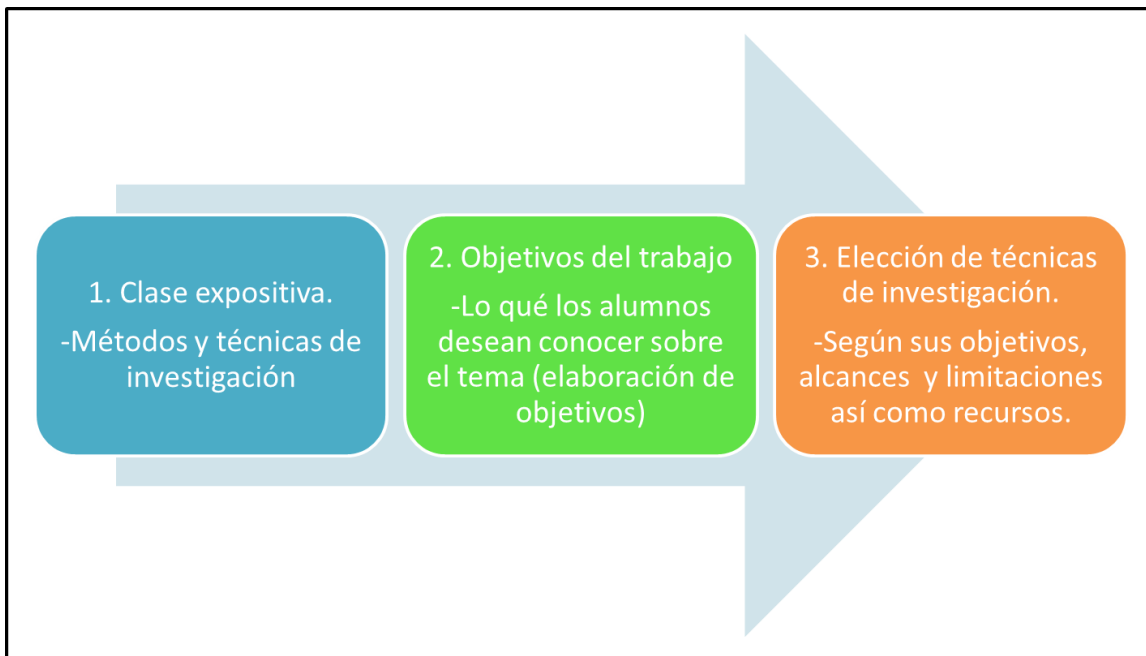 1. Clase expositiva.
-Métodos y técnicas de
investigación
2. Objetivos del trabajo
-Lo qué los alumnos
desean conocer sobre
el tema (elaboración de
objetivos)
3. Elección de técnicas
de investigación.
-Según sus objetivos,
alcances y limitaciones
así como recursos.